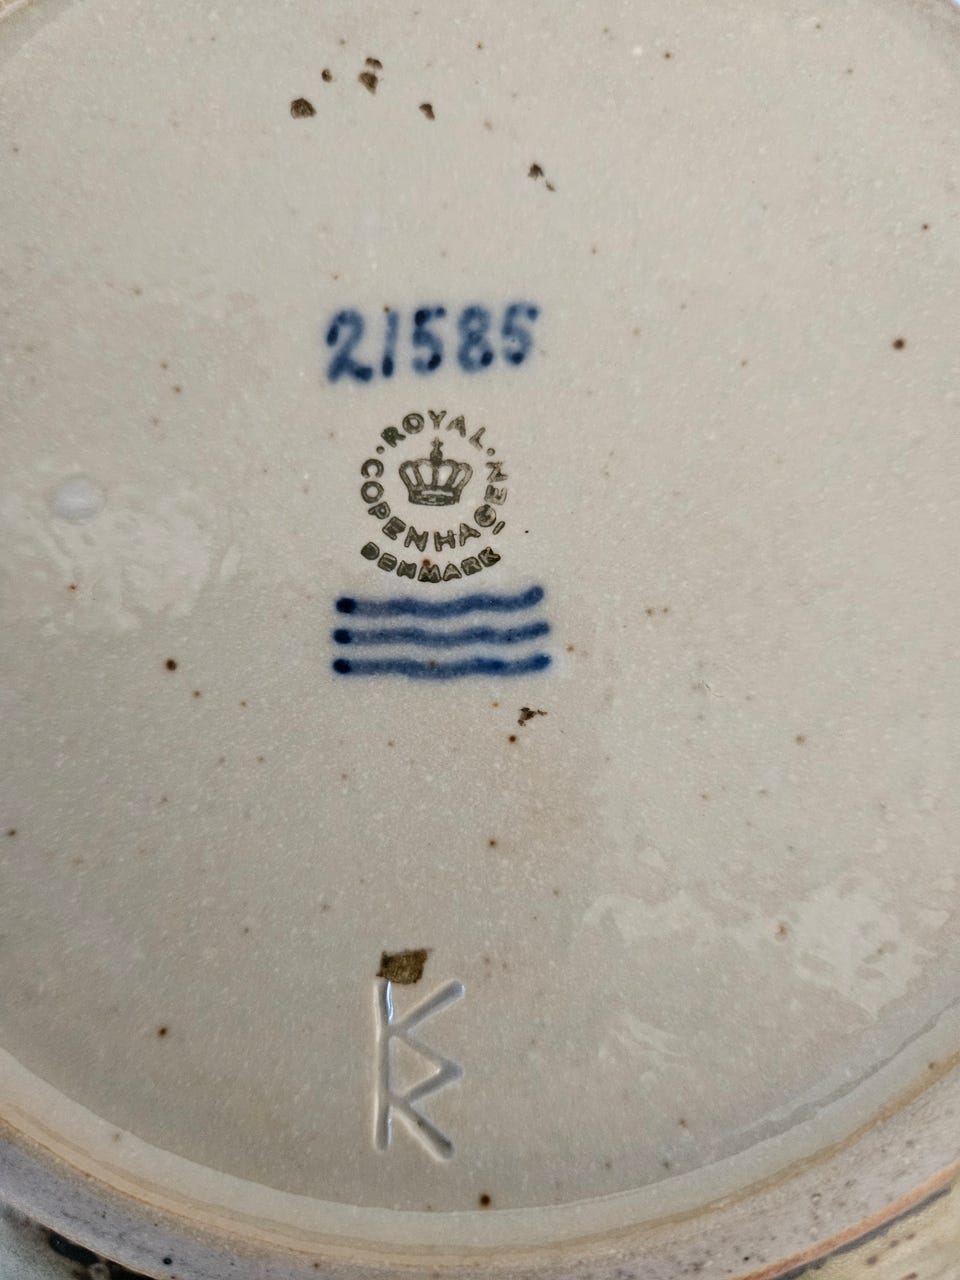 21585
ROYAL
COPENHAGEN
DENMARK